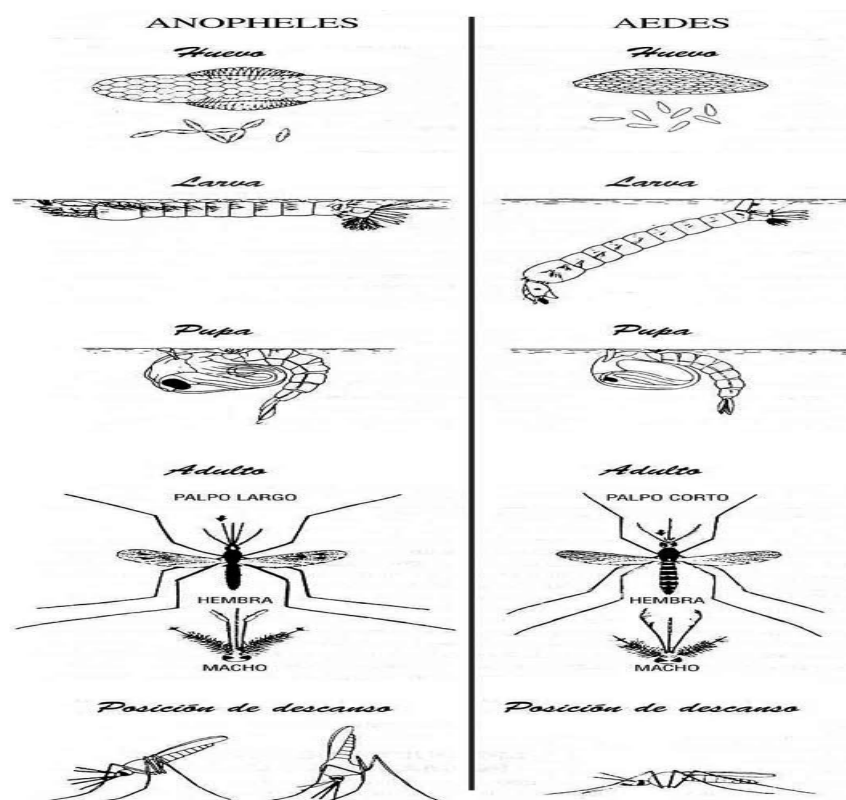 ANOPHELES
Huevo
Larva
Pupa
Adulto
PALPO LARGO
HEMBRA
MACHO
Posición de descanso
AEDES
Huevo
Larva
Pupa
Adulto
PALPO CORTO
HEMBRA
MACHO
Posición de descanso